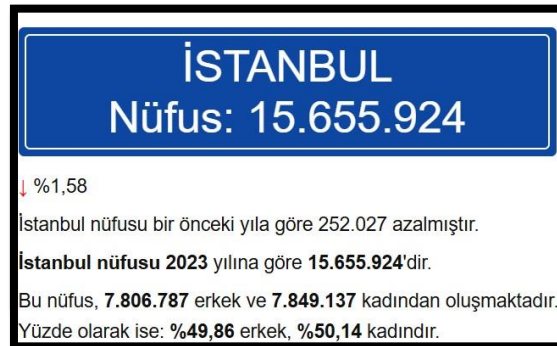 İSTANBUL
Nüfus: 15.655.924
↓ %1,58
İstanbul nüfusu bir önceki yıla göre 252.027 azalmıştır.
İstanbul nüfusu 2023 yılına göre 15.655.924'dir.
Bu nüfus, 7.806.787 erkek ve 7.849.137 kadından oluşmaktadır.
Yüzde olarak ise: %49,86 erkek, %50,14 kadındır.